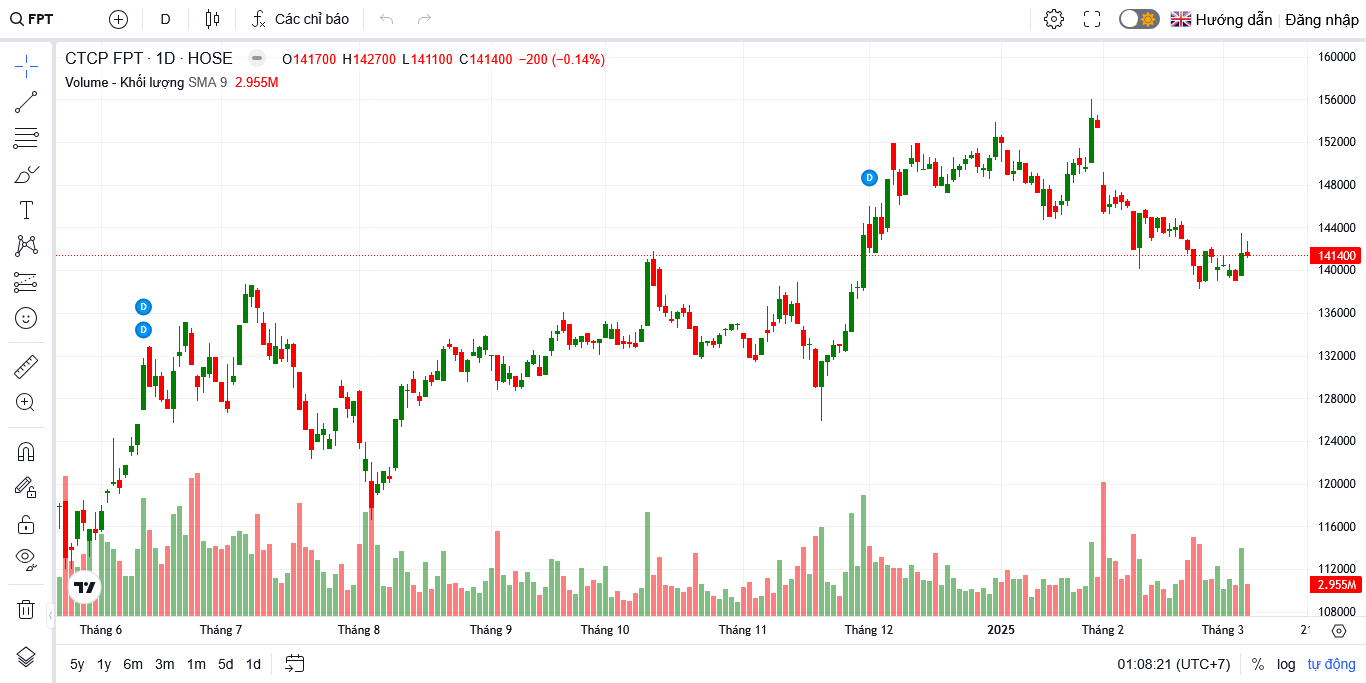 FPT D Các chỉ báo Hướng dẫn Đăng nhập
CTCP FPT · 1D · HOSE O141700 H142700 L141100 C141400 −200 (−0.14%)
Volume - Khối lượng SMA 9 2.955M
160000
156000
152000
148000
144000
141400
140000
136000
132000
128000
124000
120000
116000
112000
2.955M
108000
D
D
D
Tháng 6 Tháng 7 Tháng 8 Tháng 9 Tháng 10 Tháng 11 Tháng 12 2025 Tháng 2 Tháng 3 21
5y 1y 6m 3m 1m 5d 1d 01:08:21 (UTC+7) % log tự động